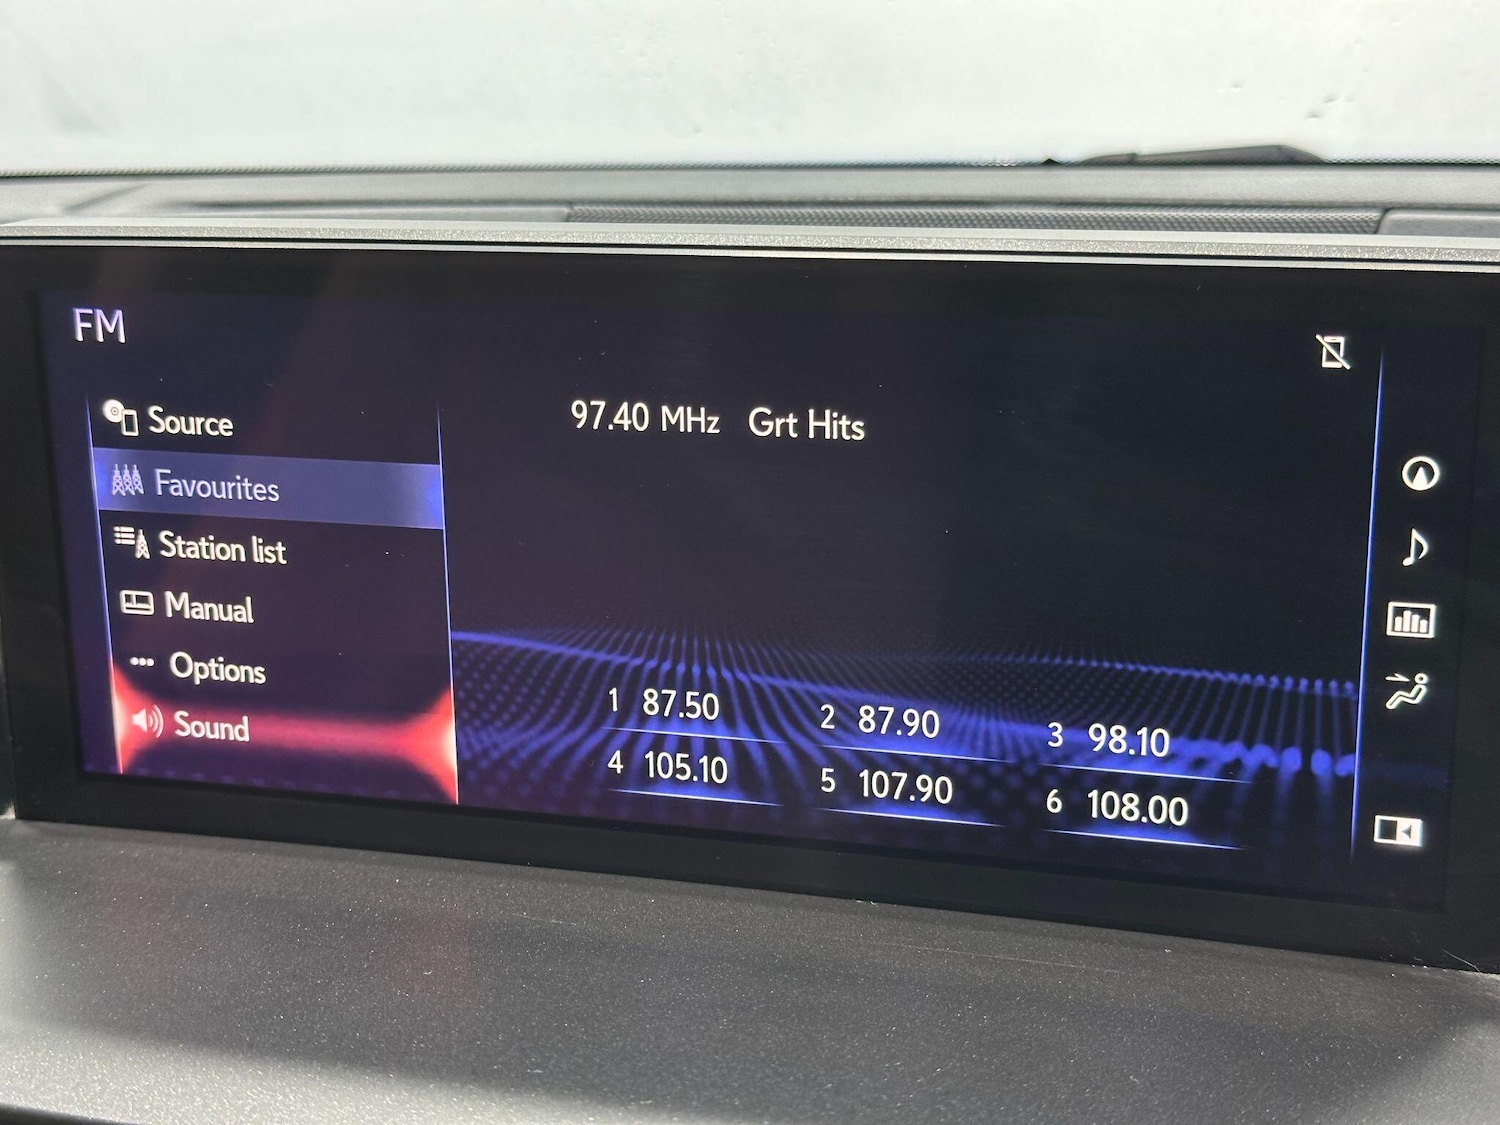 FM
Source
Favourites
Station list
Manual
Options
Sound
97.40 MHz Grt Hits
1 87.50 2 87.90 3 98.10
4 105.10 5 107.90 6 108.00